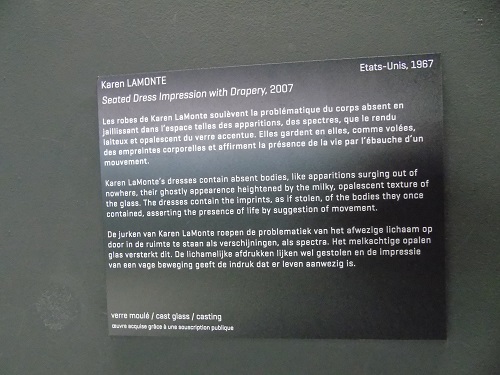 Karen LAMONTE
Etats-Unis, 1967
Seated Dress Impression with Drapery, 2007
Les robes de Karen LaMonte soulèvent la problématique du corps absent en
jaillissant dans l'espace telles des apparitions, des spectres, que le rendu
laiteux et opalescent du verre accentue. Elles gardent en elles, comme volées,
des empreintes corporelles et affirment la présence de la vie par l'ébauche d'un
mouvement.
Karen LaMonte's dresses contain absent bodies, like apparitions surging out of
nowhere, their ghostly appearence heightened by the milky, opalescent texture of
the glass. The dresses contain the imprints, as if stolen, of the bodies they once
contained, asserting the presence of life by suggestion of movement.
De jurken van Karen LaMonte roepen de problematiek van het afwezige lichaam op
door in de ruimte te staan als verschijningen, als spectra. Het melkachtige opalen
glas versterkt dit. De lichamelijke afdrukken lijken wel gestolen en de impressie
van een vage beweging geeft de indruk dat er leven aanwezig is.
verre moulé / cast glass / casting
œuvre acquise grâce à une souscription publique